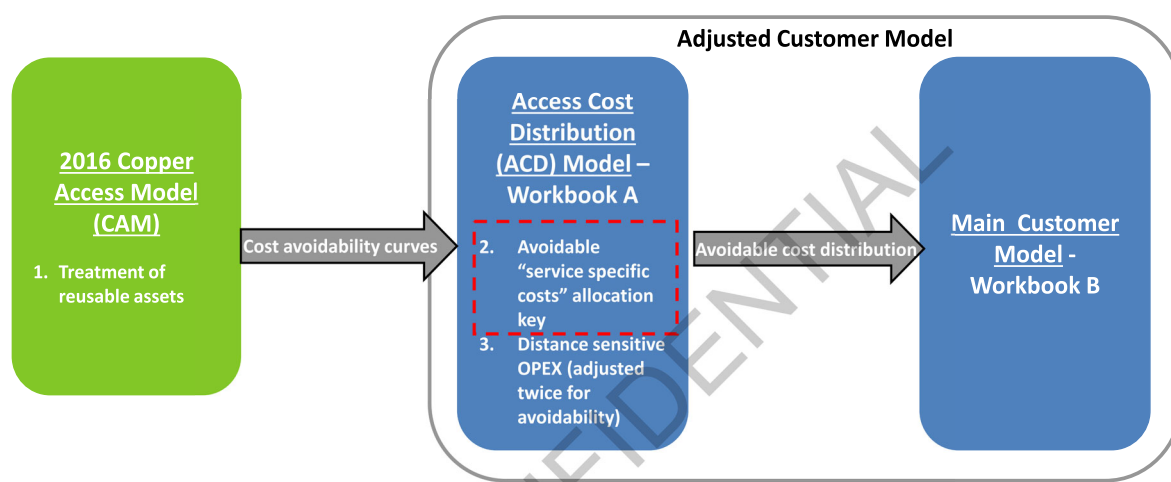 Adjusted Customer Model
2016 Copper
Access Model
(CAM)
1. Treatment of
reusable assets
Cost avoidability curves
Access Cost
Distribution
(ACD) Model –
Workbook A
2. Avoidable
“service specific
costs” allocation
key
3. Distance sensitive
OPEX (adjusted
twice for
avoidability)
Avoidable cost distribution
Main Customer
Model -
Workbook B
FIDENTIAL